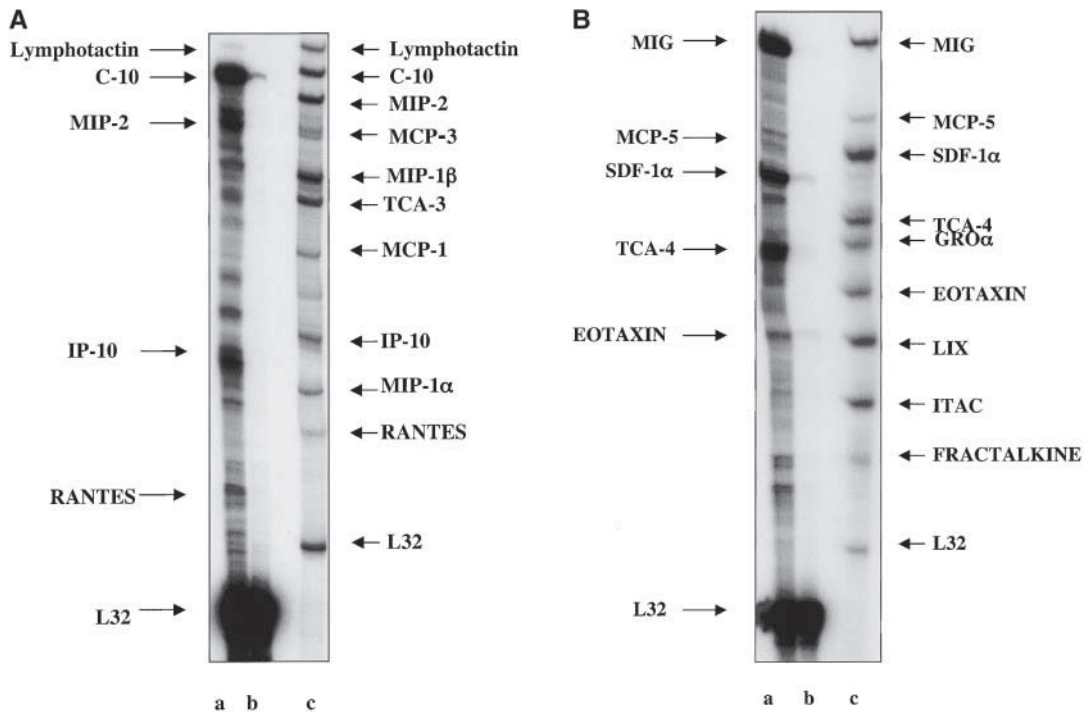 A
Lymphotactin
C-10
MIP-2
IP-10
RANTES
L32
Lymphotactin
C-10
MIP-2
MCP-3
MIP-1β
TCA-3
MCP-1
IP-10
MIP-1α
RANTES
L32
a b c
B
MIG
MCP-5
SDF-1α
TCA-4
EOTAXIN
L32
MIG
MCP-5
SDF-1α
TCA-4
GROα
EOTAXIN
LIX
ITAC
FRACTALKINE
L32
a b c